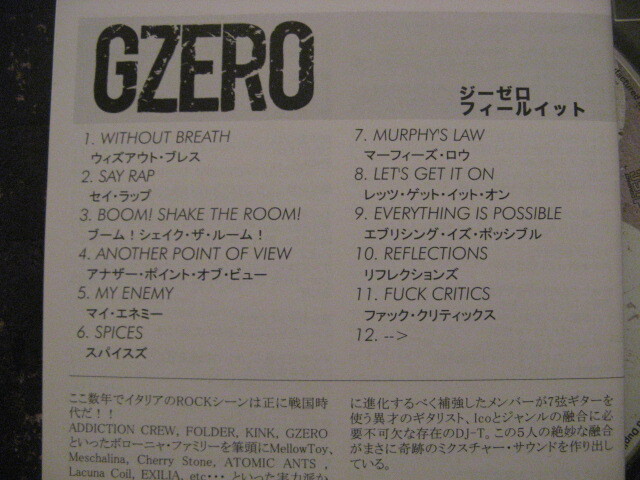 GZERO
ジーゼロ
フィールイット
1. WITHOUT BREATH
ウィズアウト・ブレス
2. SAY RAP
セイ・ラップ
3. BOOM! SHAKE THE ROOM!
ブーム！シェイク・ザ・ルーム！
4. ANOTHER POINT OF VIEW
アナザー・ポイント・オブ・ビュー
5. MY ENEMY
マイ・エネミー
6. SPICES
スパイスズ
7. MURPHY'S LAW
マーフィーズ・ロウ
8. LET'S GET IT ON
レッツ・ゲット・イット・オン
9. EVERYTHING IS POSSIBLE
エブリシング・イズ・ポッシブル
10. REFLECTIONS
リフレクションズ
11. FUCK CRITICS
ファック・クリティックス
12. -->
ここ数年でイタリアのROCKシーンは正に戦国時
代だ！！
ADDICTION CREW, FOLDER, KINK, GZERO
といったボローニャ・ファミリーを筆頭にMellowToy,
Meschalina, Cherry Stone, ATOMIC ANTS ,
Lacuna Coil, EXILIA, etc・・・ といった実力派が
に進化するべく補強したメンバーが7弦ギターを
使う異才のギタリスト、Icoとジャンルの融合に必
要不可欠な存在のDJ-T。この5人の絶妙な融合
がまさに奇跡のミクスチャー・サウンドを作り出し
ている。